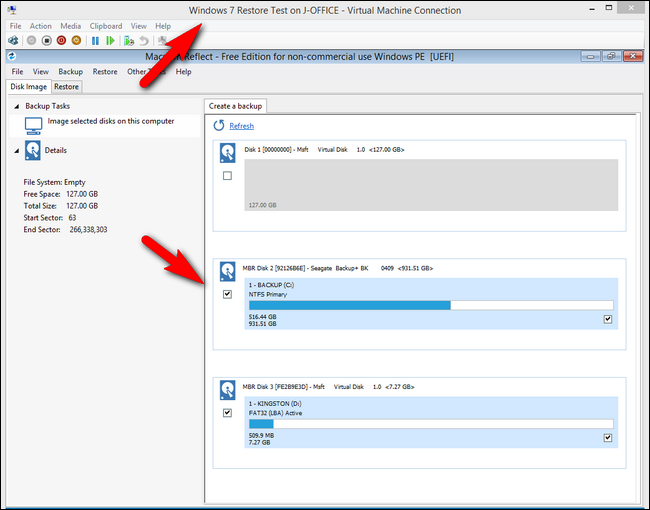 Windows 7 Restore Test on J-OFFICE - Virtual Machine Connection
File Action Media Clipboard View Help
Reflect - Free Edition for non-commercial use Windows PE [UEFI]
File View Backup Restore Other Help
Disk Image Restore
Backup Tasks
Image selected disks on this computer
Details
File System: Empty
Free Space: 127.00 GB
Total Size: 127.00 GB
Start Sector: 63
End Sector: 266,338,303
Create a backup
Refresh
Disk 1 [00000000] - Msft Virtual Disk 1.0 <127.00 GB>
127.00 GB
MBR Disk 2 [92126B6E] - Seagate Backup+ BK 0409 <931.51 GB>
1 - BACKUP (C:)
NTFS Primary
516.44 GB
931.51 GB
MBR Disk 3 [FE2B9E3D] - Msft Virtual Disk 1.0 <7.27 GB>
1 - KINGSTON (D:)
FAT32 (LBA) Active
509.9 MB
7.27 GB